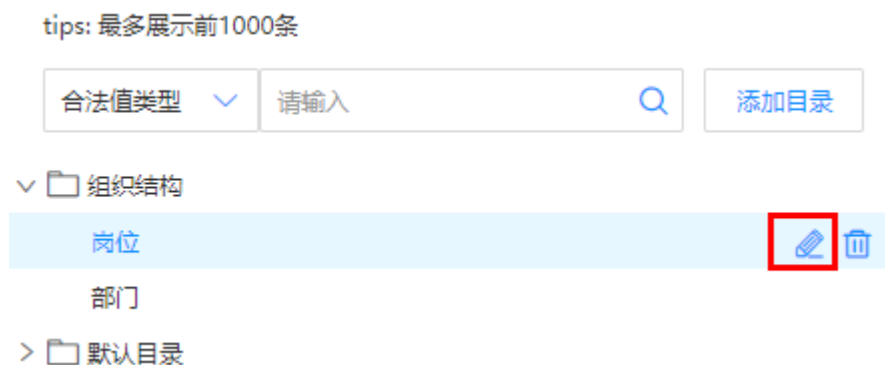 tips: 最多展示前1000条
合法值类型 请输入 添加目录
组织结构
岗位
部门
默认目录